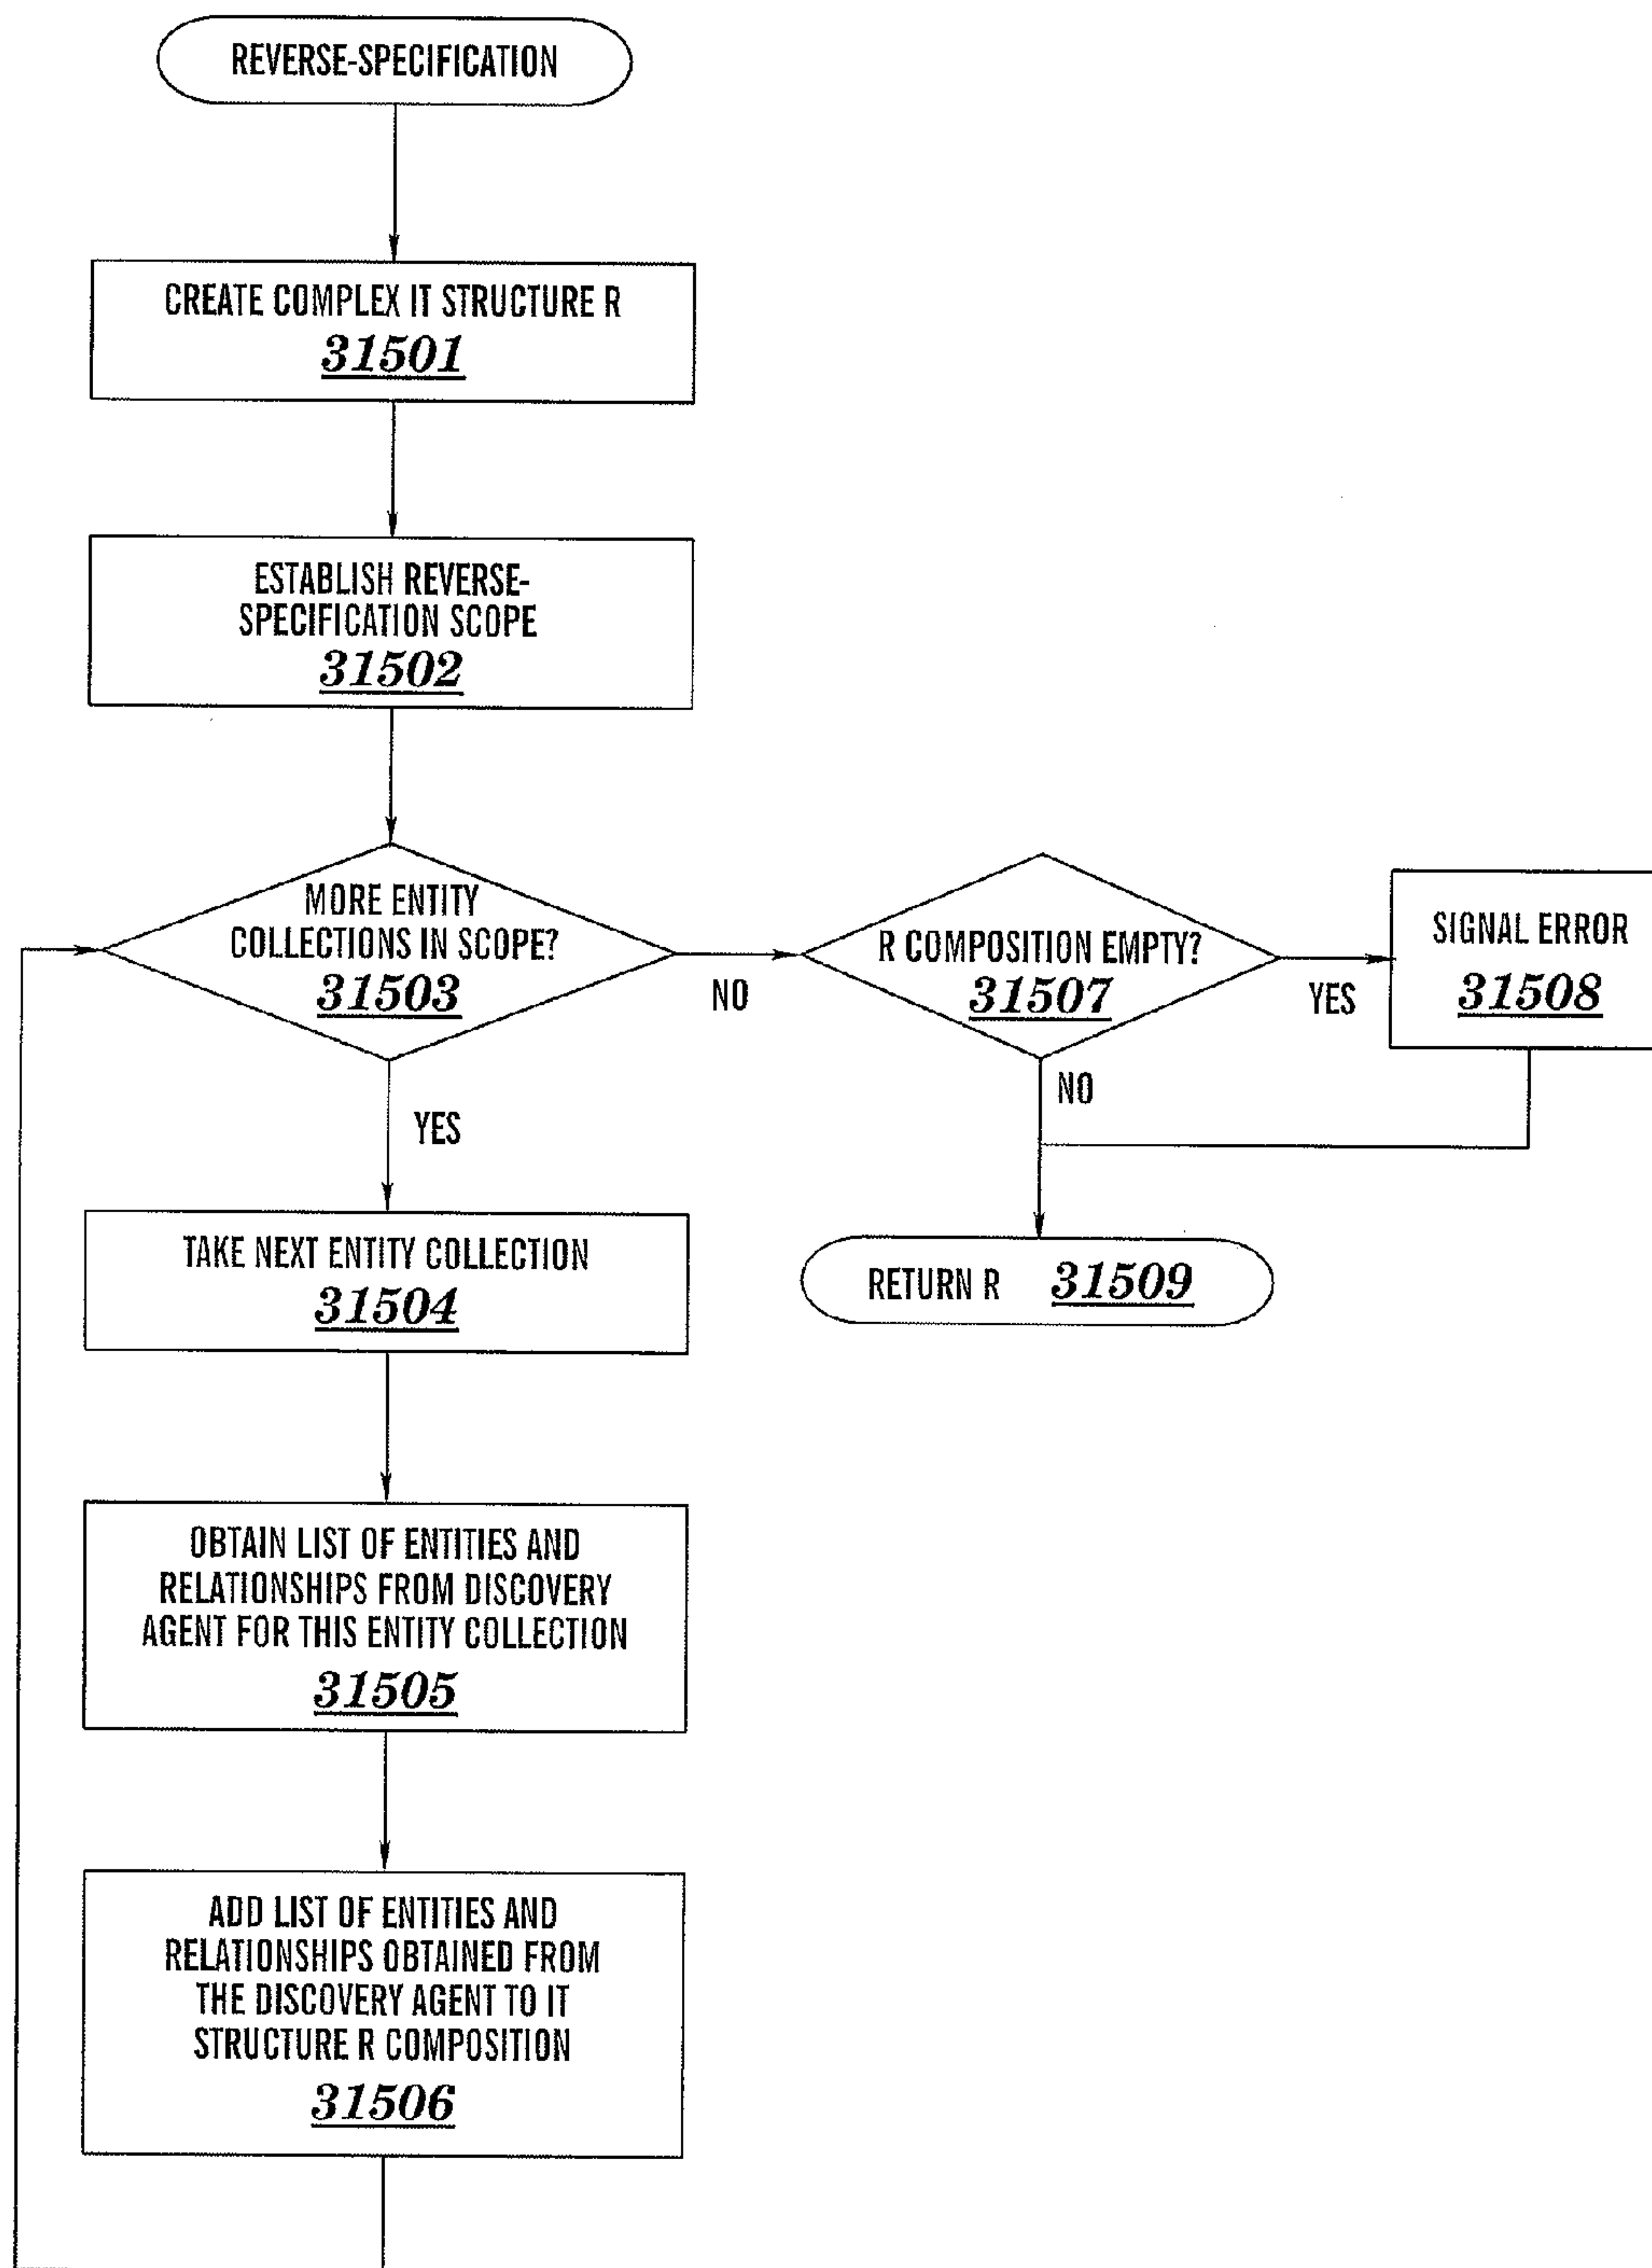 REVERSE-SPECIFICATION
CREATE COMPLEX IT STRUCTURE R
31501
ESTABLISH REVERSE-
SPECIFICATION SCOPE
31502
MORE ENTITY
COLLECTIONS IN SCOPE?
31503
NO
R COMPOSITION EMPTY?
31507
YES
SIGNAL ERROR
31508
NO
YES
TAKE NEXT ENTITY COLLECTION
31504
RETURN R 31509
OBTAIN LIST OF ENTITIES AND
RELATIONSHIPS FROM DISCOVERY
AGENT FOR THIS ENTITY COLLECTION
31505
ADD LIST OF ENTITIES AND
RELATIONSHIPS OBTAINED FROM
THE DISCOVERY AGENT TO IT
STRUCTURE R COMPOSITION
31506